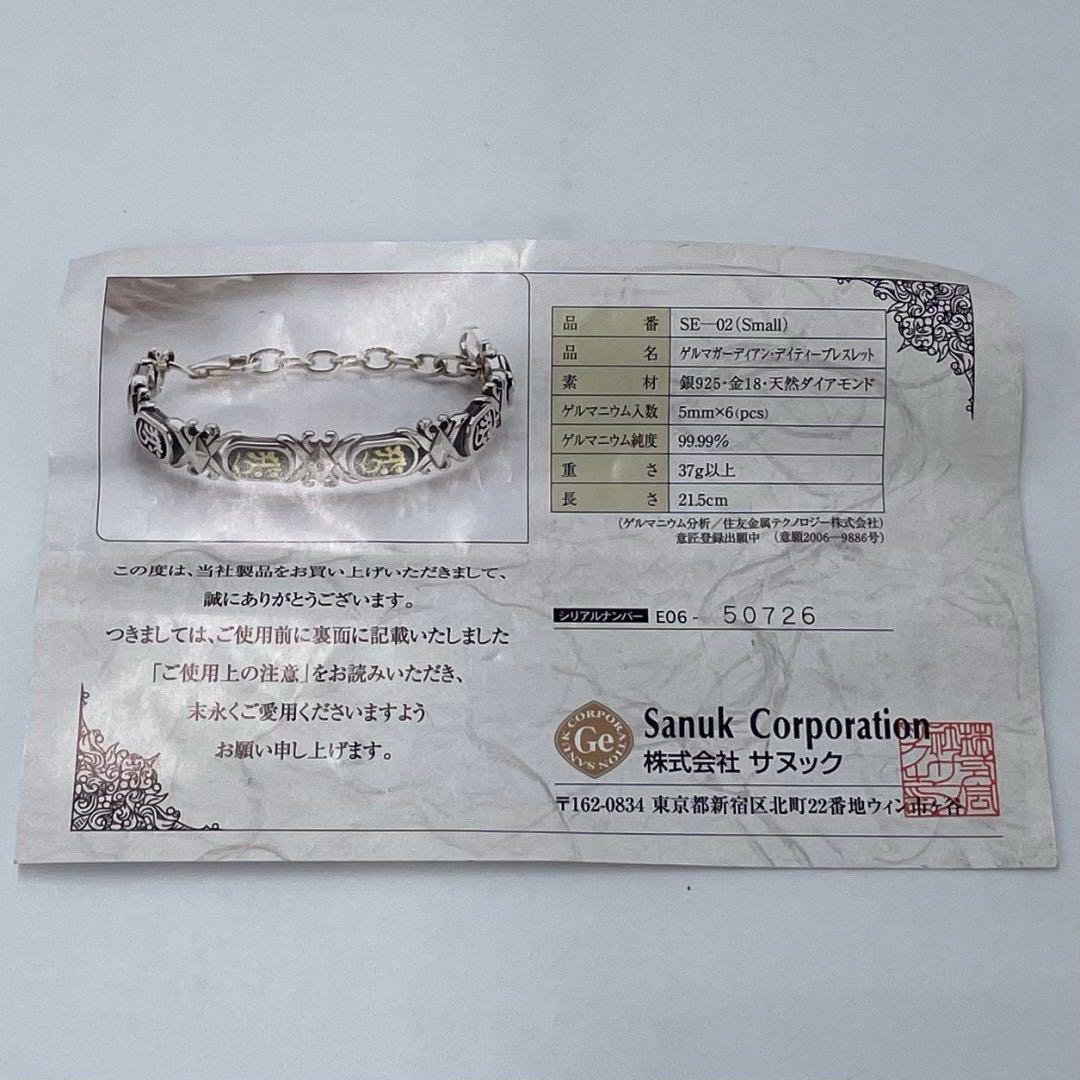 品番 SE—02(Small)
品名 ゲルマガーディアン・デイティーブレスレット
素材 銀925・金18・天然ダイアモンド
ゲルマニウム入数 5mm×6(pcs)
ゲルマニウム純度 99.99%
重さ 37g以上
長さ 21.5cm
(ゲルマニウム分析/住友金属テクノロジー株式会社)
意匠登録出願中 (意願2006—9886号)
この度は、当社製品をお買い上げいただきまして、
誠にありがとうございます。
つきましては、ご使用前に裏面に記載いたしました
「ご使用上の注意」をお読みいただき、
末永くご愛用くださいますよう
お願い申し上げます。
シリアルナンバー E06- 50726
SANUK CORPORATION
Ge
Sanuk Corporation
株式会社 サヌック
〒162-0834 東京都新宿区北町22番地ウィン市ヶ谷